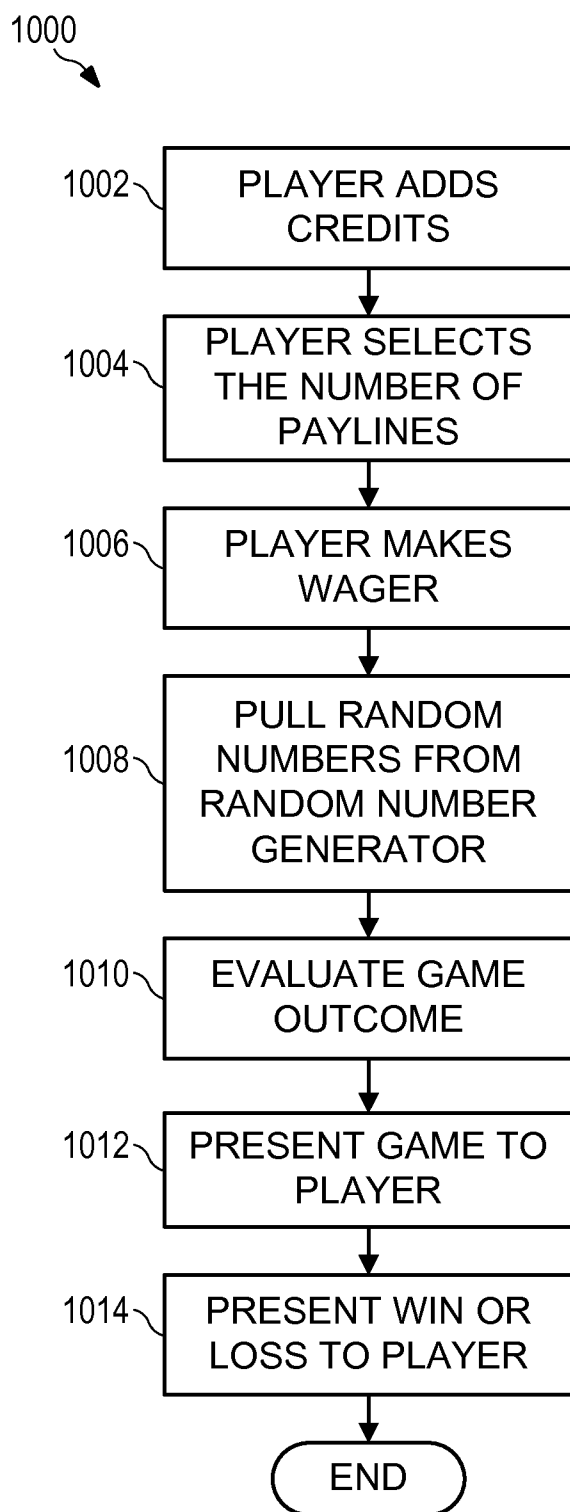 1000
1002
PLAYER ADDS
CREDITS
1004
PLAYER SELECTS
THE NUMBER OF
PAYLINES
1006
PLAYER MAKES
WAGER
1008
PULL RANDOM
NUMBERS FROM
RANDOM NUMBER
GENERATOR
1010
EVALUATE GAME
OUTCOME
1012
PRESENT GAME TO
PLAYER
1014
PRESENT WIN OR
LOSS TO PLAYER
END